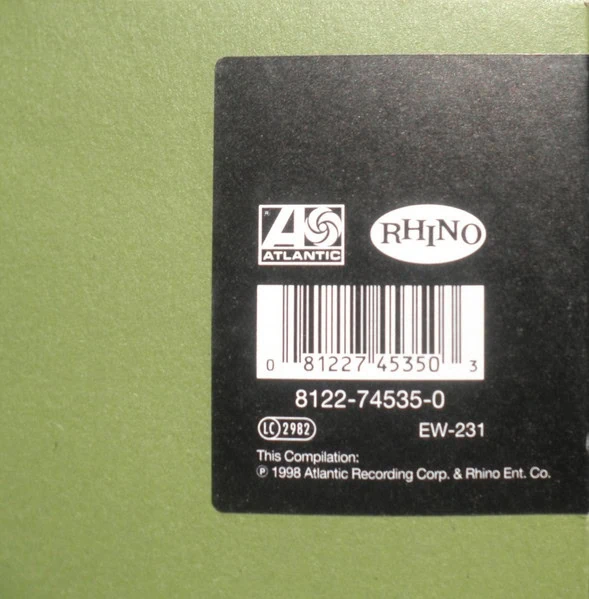 ATLANTIC
RHINO
0 81227 45350 3
8122-74535-0
LC 2982
EW-231
This Compilation:
℗ 1998 Atlantic Recording Corp. & Rhino Ent. Co.